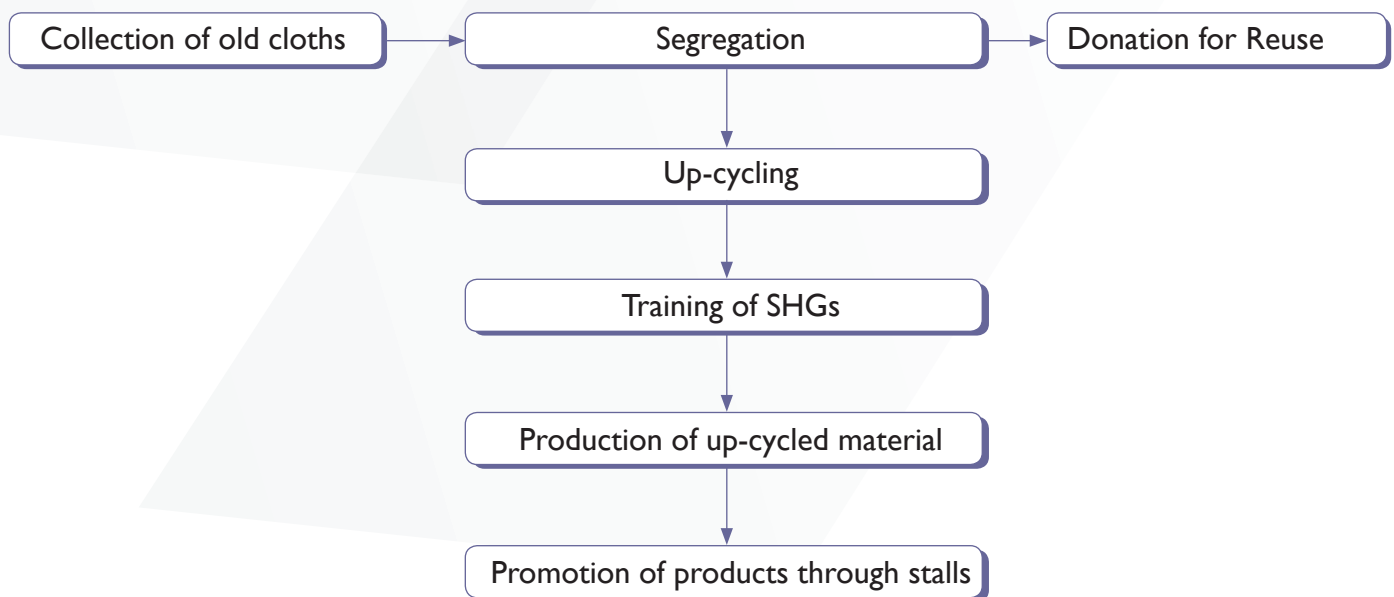 Collection of old cloths
Segregation
Donation for Reuse
Up-cycling
Training of SHGs
Production of up-cycled material
Promotion of products through stalls